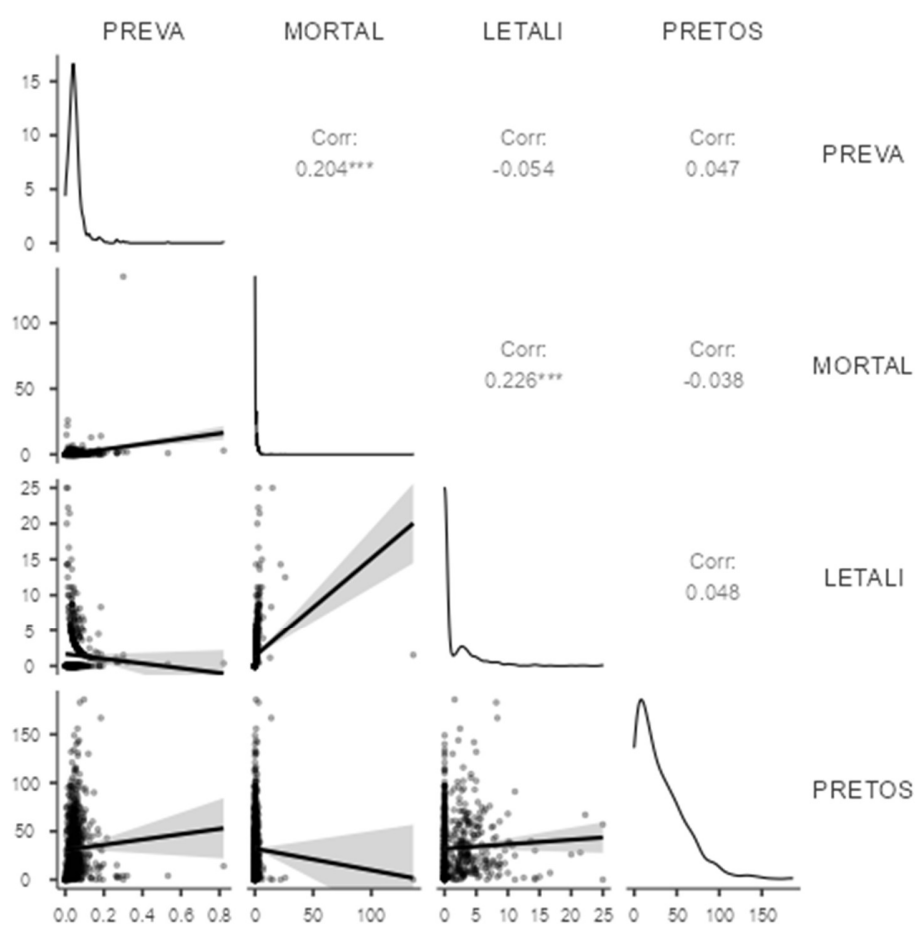 PREVA MORTAL LETALI PRETOS
15
10
5
0
Corr:
0.204***
Corr:
-0.054
Corr:
0.047
PREVA
100
50
0
Corr:
0.226***
Corr:
-0.038
MORTAL
25
20
15
10
5
0
Corr:
0.048
LETALI
150
100
50
0
PRETOS
0.0 0.2 0.4 0.6 0.8 0 50 100 0 5 10 15 20 25 0 50 100 150